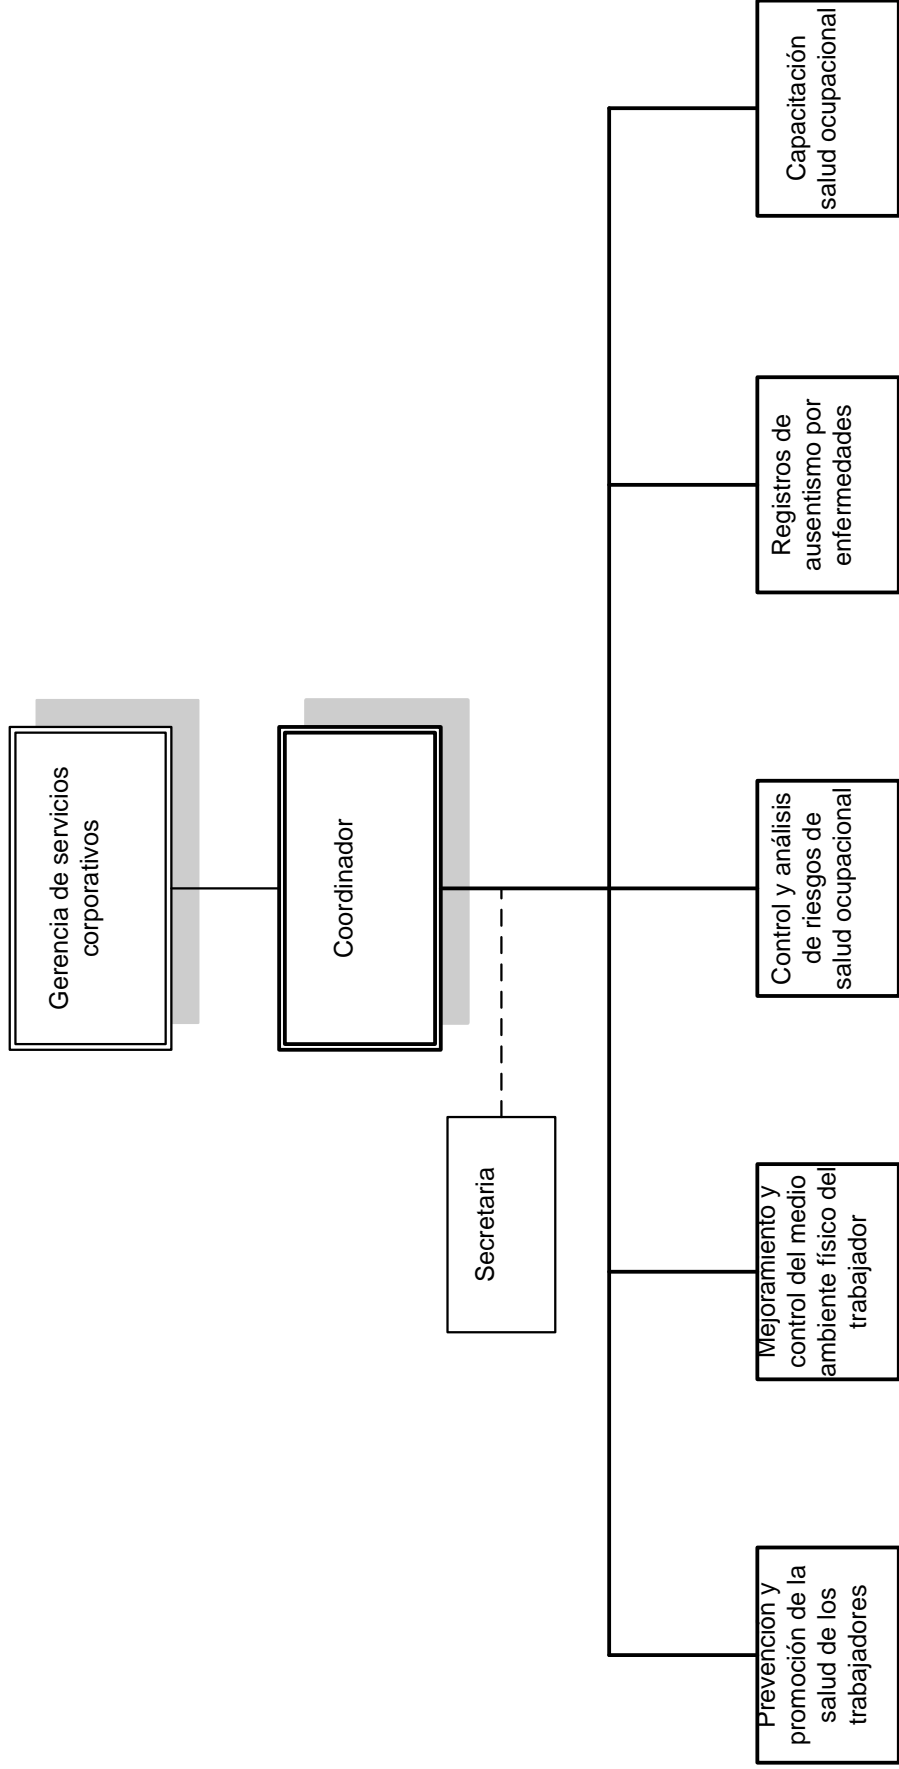 Gerencia de servicios
corporativos
Coordinador
Secretaria
Prevención y
promoción de la
salud de los
trabajadores
Mejoramiento y
control del medio
ambiente físico del
trabajador
Control y análisis
de riesgos de
salud ocupacional
Registros de
ausentismo por
enfermedades
Capacitación
salud ocupacional